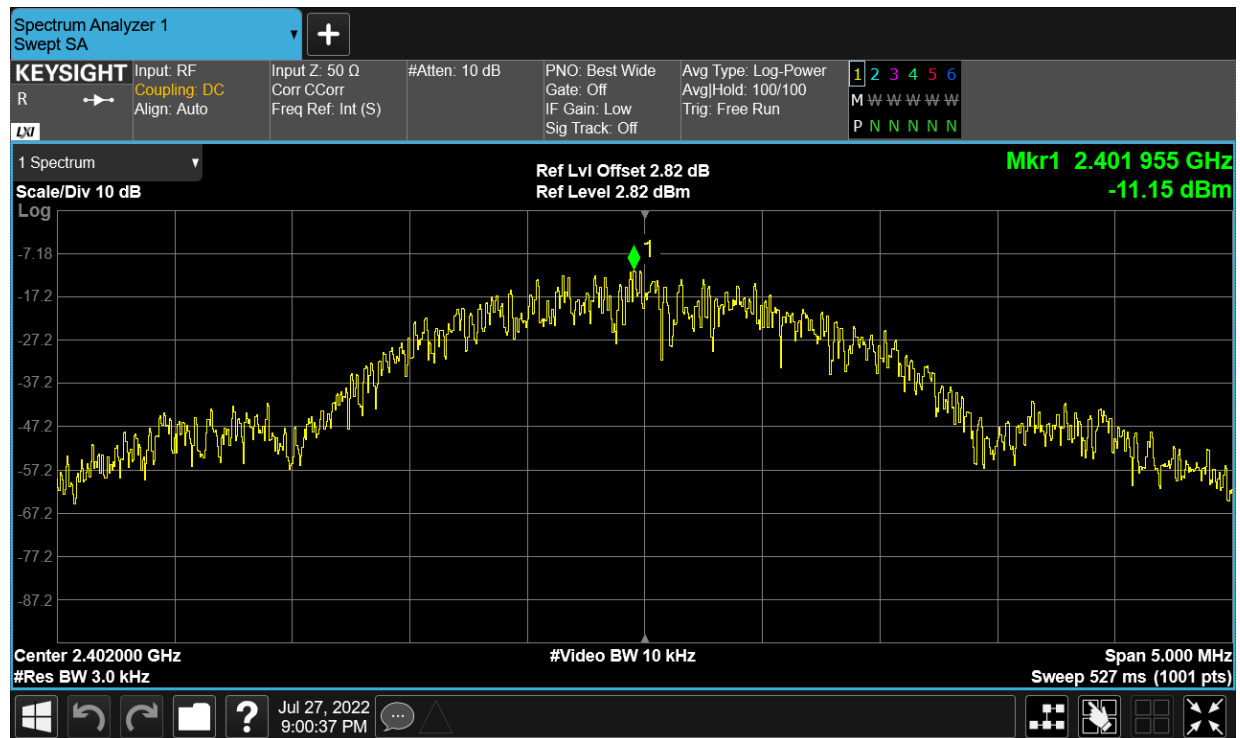 Spectrum Analyzer 1
Swept SA
KEYSIGHT
R
LXI
Input: RF
Coupling: DC
Align: Auto
Input Z: 50 Ω
Corr CCorr
Freq Ref: Int (S)
#Atten: 10 dB
PNO: Best Wide
Gate: Off
IF Gain: Low
Sig Track: Off
Avg Type: Log-Power
Avg|Hold: 100/100
Trig: Free Run
1 2 3 4 5 6
M W W W W W
P N N N N N N
1 Spectrum
Scale/Div 10 dB
Log
Ref Lvl Offset 2.82 dB
Ref Level 2.82 dBm
Mkr1 2.401 955 GHz
-11.15 dBm
1
-7.18
-17.2
-27.2
-37.2
-47.2
-57.2
-67.2
-77.2
-87.2
Center 2.402000 GHz
#Res BW 3.0 kHz
#Video BW 10 kHz
Span 5.000 MHz
Sweep 527 ms (1001 pts)
?
Jul 27, 2022
9:00:37 PM